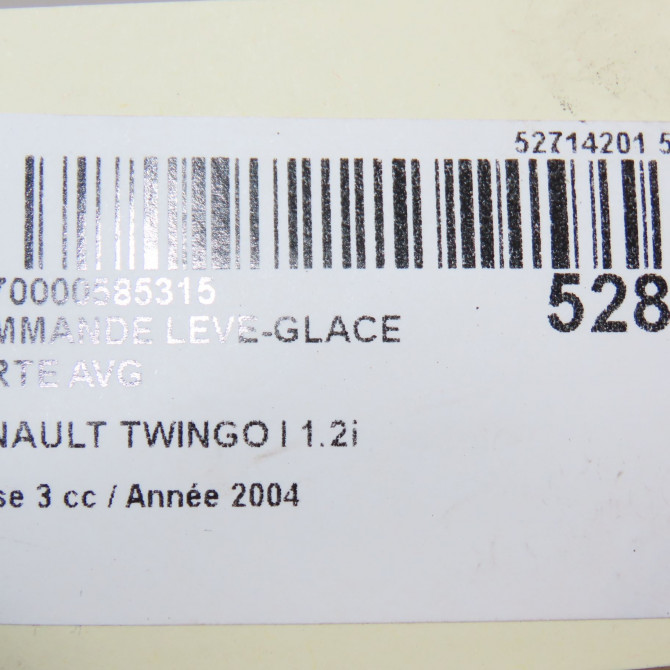 52714201 5
70000585315
528
MMANDE LEVE-GLACE
RTE AVG
NAULT TWINGO I 1.2i
se 3 cc / Année 2004